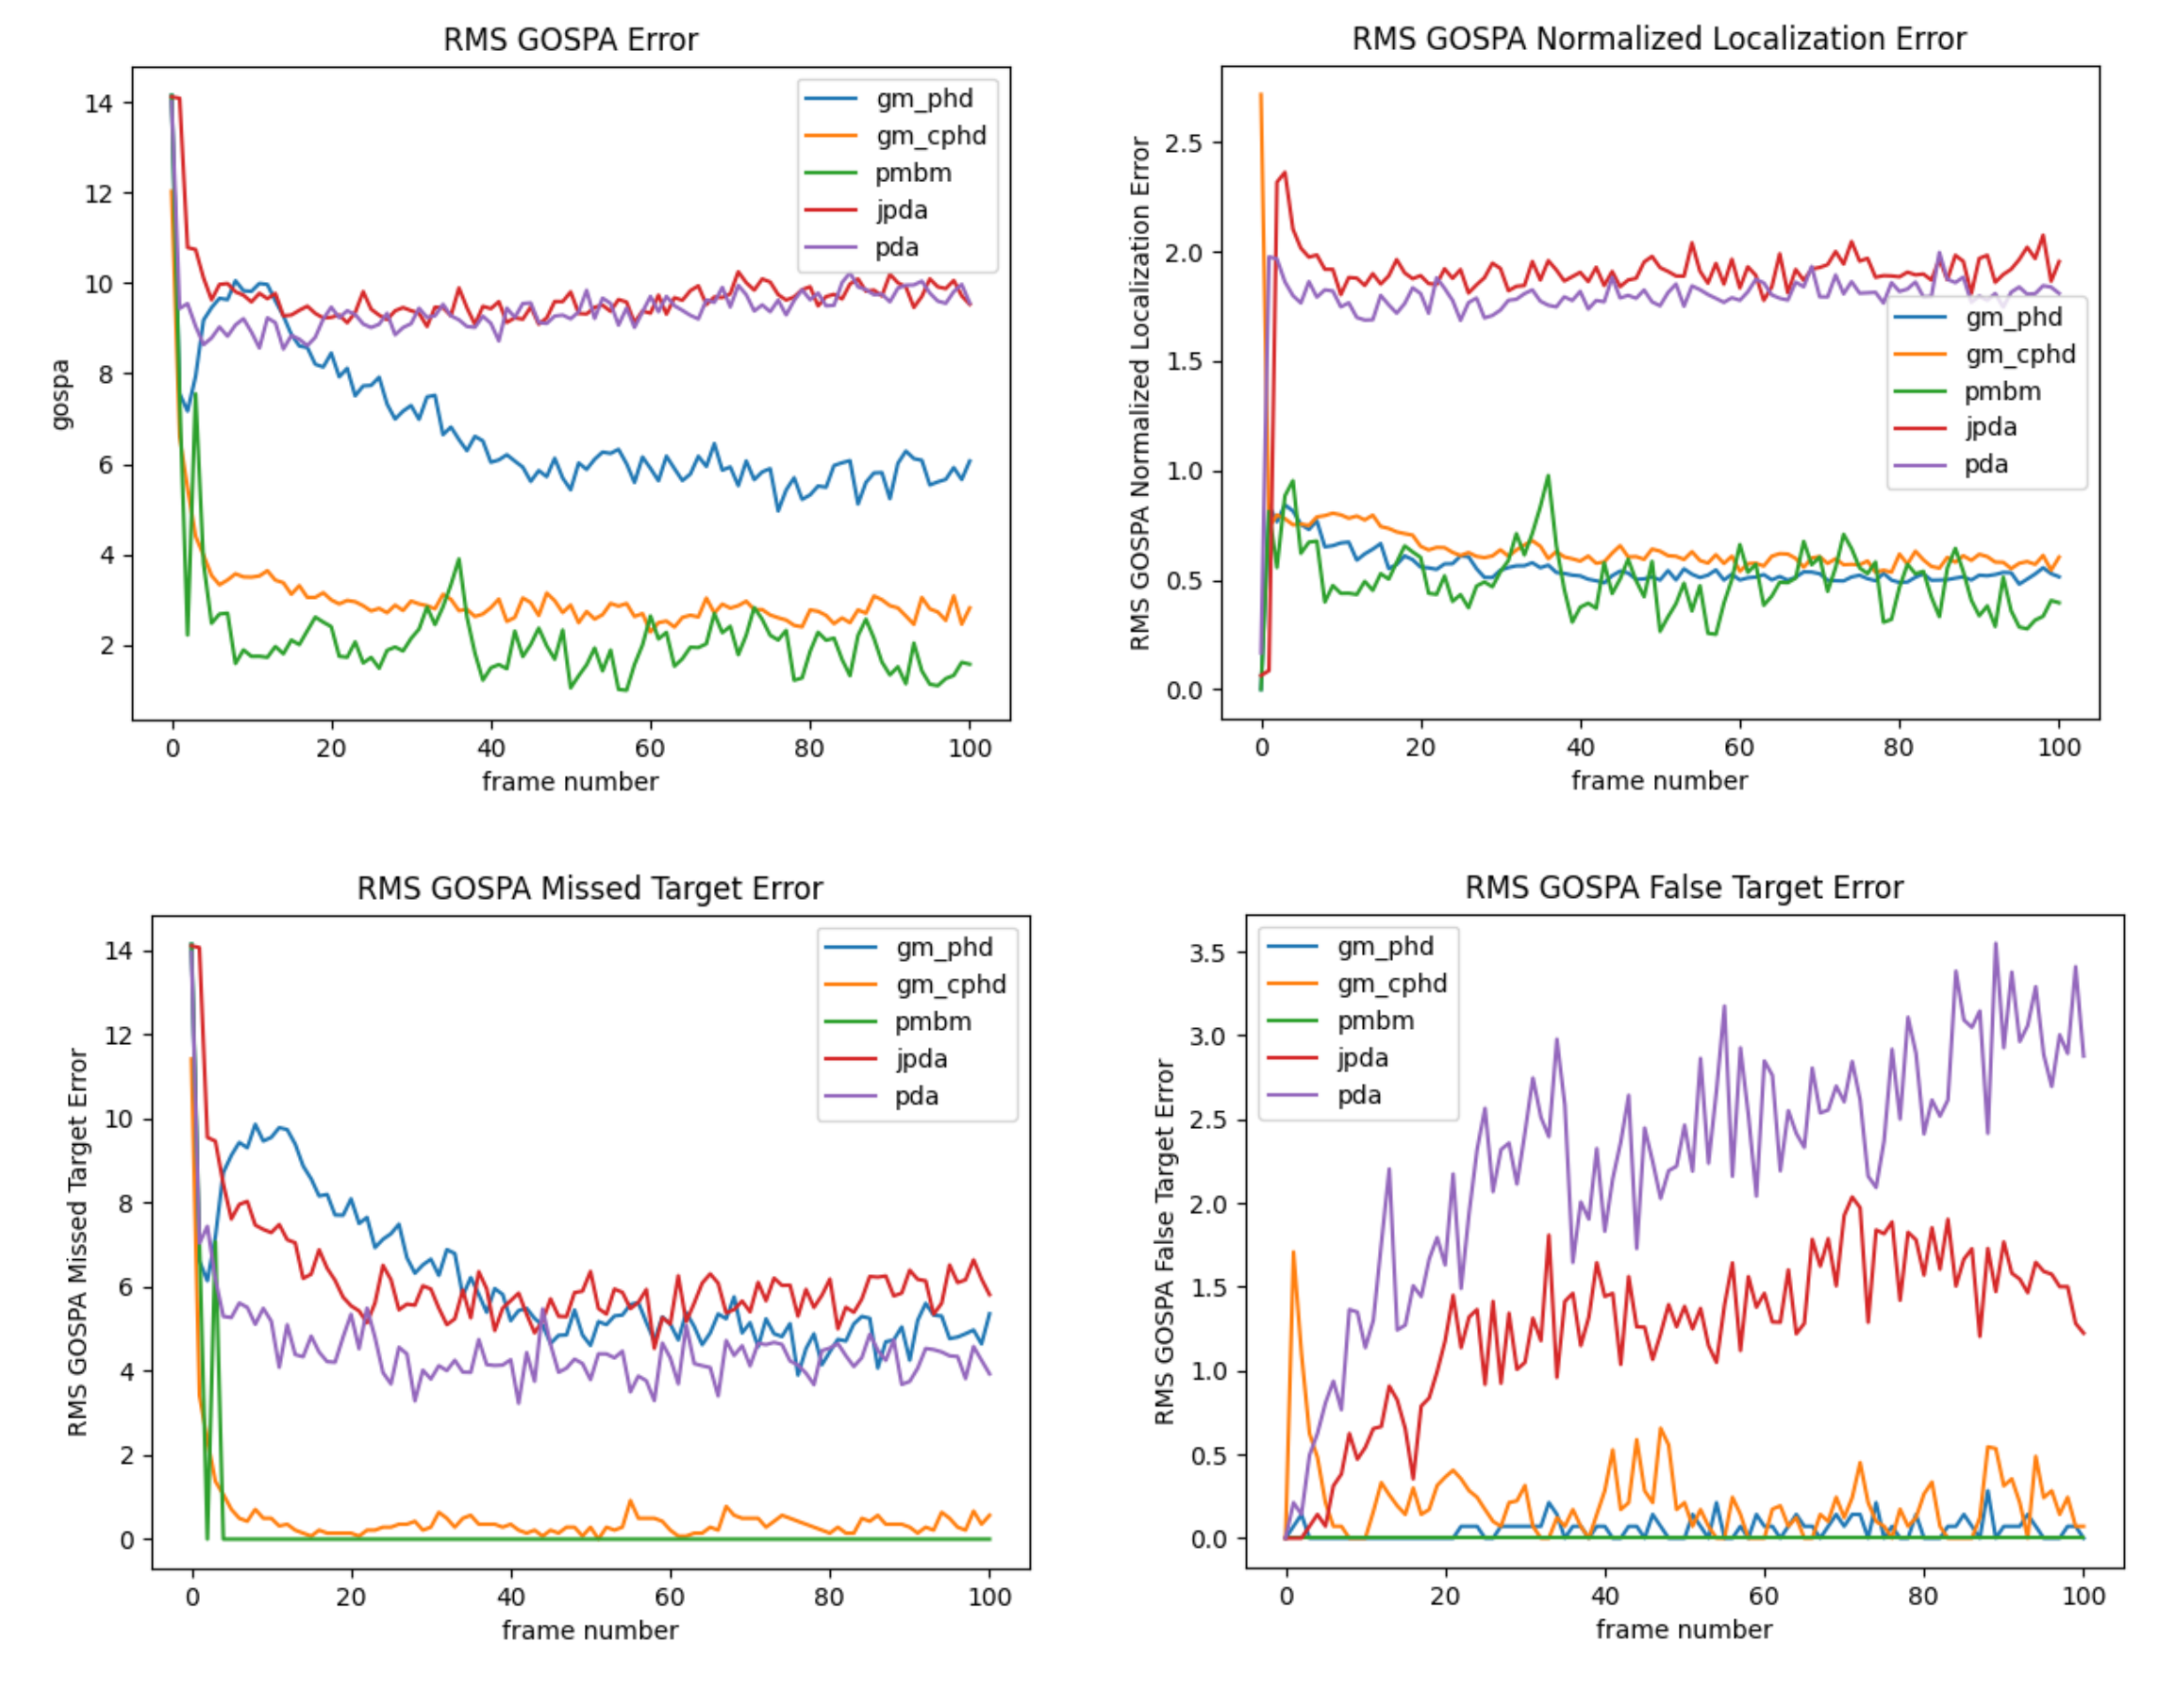 RMS GOSPA Error
gospa
14
12
10
8
6
4
2
0 20 40 60 80 100
frame number
gm_phd
gm_cphd
pmbm
jpda
pda
RMS GOSPA Normalized Localization Error
RMS GOSPA Normalized Localization Error
2.5
2.0
1.5
1.0
0.5
0.0
0 20 40 60 80 100
frame number
gm_phd
gm_cphd
pmbm
jpda
pda
RMS GOSPA Missed Target Error
RMS GOSPA Missed Target Error
14
12
10
8
6
4
2
0
0 20 40 60 80 100
frame number
gm_phd
gm_cphd
pmbm
jpda
pda
RMS GOSPA False Target Error
RMS GOSPA False Target Error
3.5
3.0
2.5
2.0
1.5
1.0
0.5
0.0
0 20 40 60 80 100
frame number
gm_phd
gm_cphd
pmbm
jpda
pda